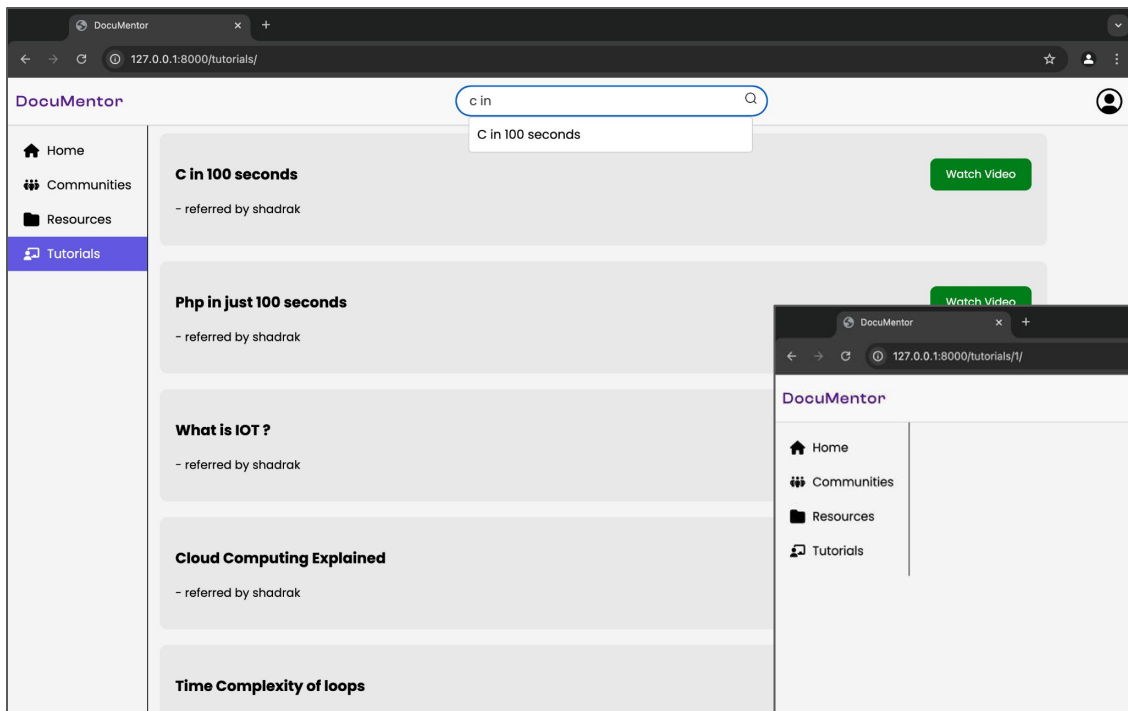 DocuMentor
127.0.0.1:8000/tutorials/
DocuMentor
c in
C in 100 seconds
Home
Communities
Resources
Tutorials
C in 100 seconds
Watch Video
- referred by shadrak
Php in just 100 seconds
Watch Video
- referred by shadrak
What is IOT ?
- referred by shadrak
Cloud Computing Explained
- referred by shadrak
Time Complexity of loops
DocuMentor
127.0.0.1:8000/tutorials/1/
DocuMentor
Home
Communities
Resources
Tutorials